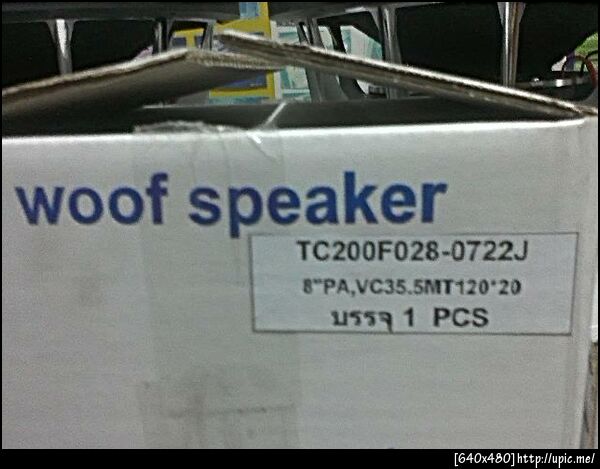 woof speaker
TC200F028-0722J
8"PA,VC35.5MT120*20
บรรจุ 1 PCS
[640x480]http://upic.me/